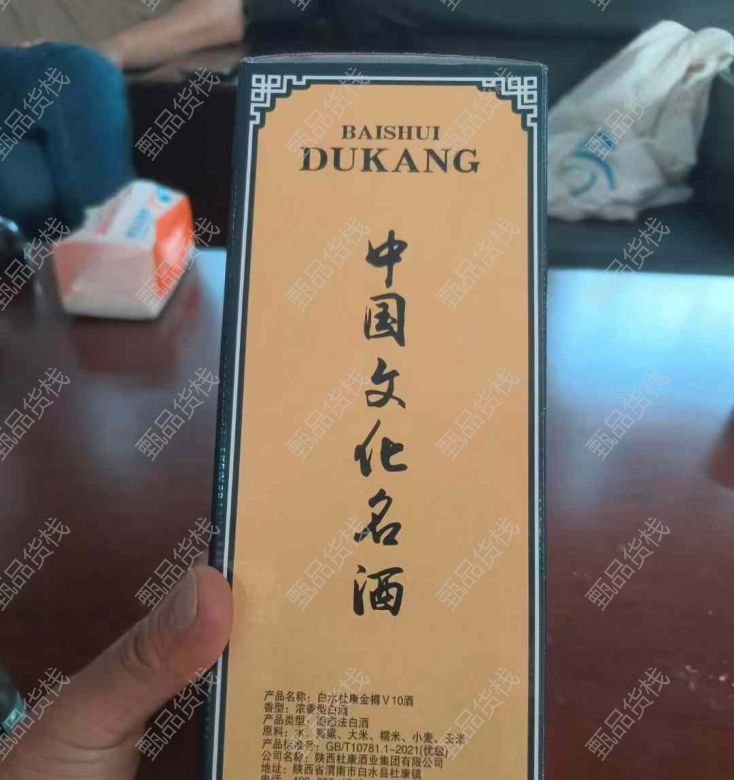 BAISHUI
DUKANG
中国文化名酒
产品名称：白水杜康金樽V10酒
香型：浓香型白酒
产品类型：固态法白酒
原料：水、高粱、大米、糯米、小麦、玉米
产品标准号：GB/T10781.1-2021(优级)
公司名称：陕西杜康酒业集团有限公司
地址：陕西省渭南市白水县杜康镇
甄品货栈